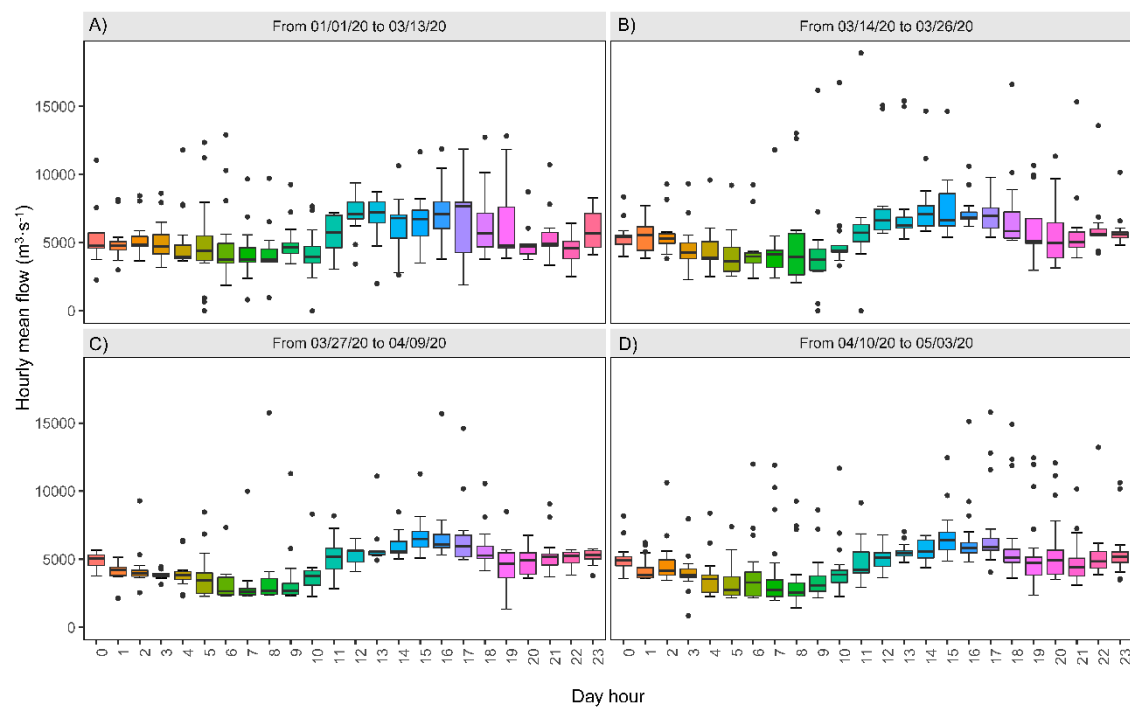 A) From 01/01/20 to 03/13/20
B) From 03/14/20 to 03/26/20
15000
10000
5000
0
C) From 03/27/20 to 04/09/20
D) From 04/10/20 to 05/03/20
15000
10000
5000
0
Hourly mean flow (m³·s⁻¹)
0 1 2 3 4 5 6 7 8 9 10 11 12 13 14 15 16 17 18 19 20 21 22 23
0 1 2 3 4 5 6 7 8 9 10 11 12 13 14 15 16 17 18 19 20 21 22 23
Day hour